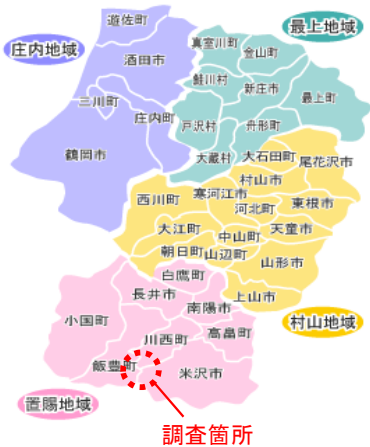 遊佐町
庄内地域
酒田市
三川町
庄内町
鶴岡市
最上地域
真室川町
金山町
鮭川村
新庄市
最上町
戸沢村
舟形町
大蔵村
大石田町
尾花沢市
村山市
西川町
寒河江市
河北町
東根市
大江町
中山町
天童市
朝日町
山辺町
山形市
上山市
村山地域
白鷹町
長井市
南陽市
小国町
川西町
高畠町
飯豊町
米沢市
置賜地域
調査箇所